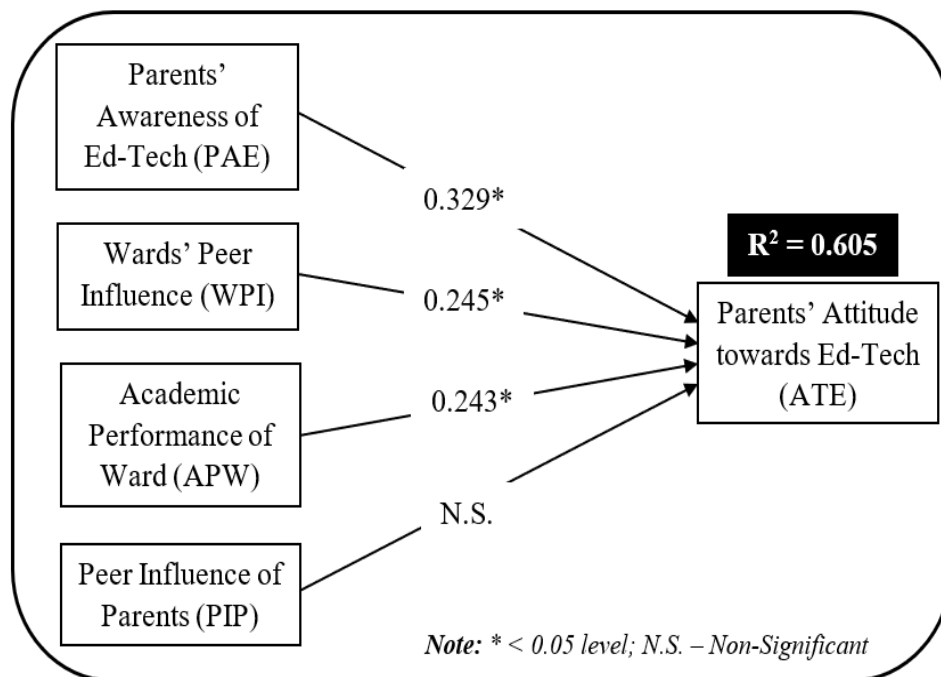 Parents'
Awareness of
Ed-Tech (PAE)
0.329*
Wards' Peer
Influence (WPI)
0.245*
Academic
Performance of
Ward (APW)
0.243*
Peer Influence of
Parents (PIP)
N.S.
R² = 0.605
Parents' Attitude
towards Ed-Tech
(ATE)
Note: * < 0.05 level; N.S. – Non-Significant